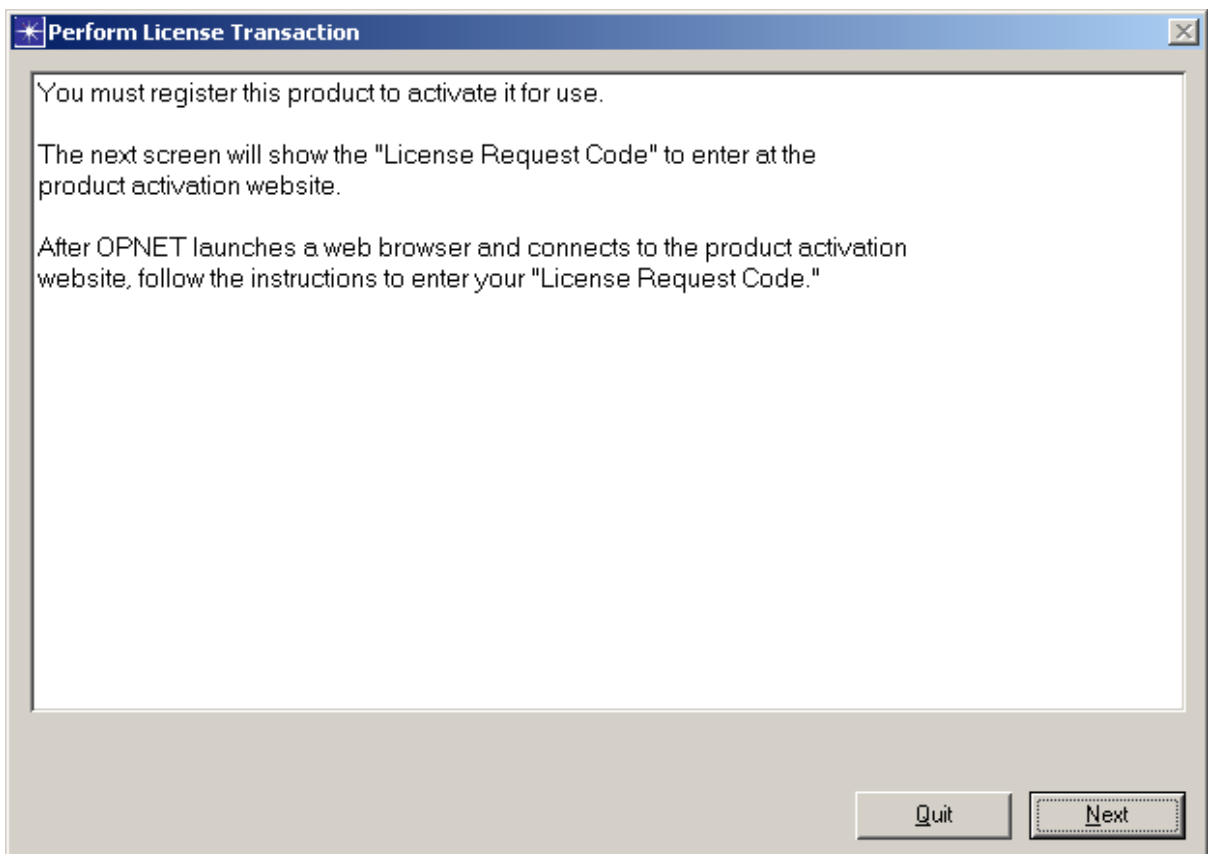 Perform License Transaction
You must register this product to activate it for use.
The next screen will show the "License Request Code" to enter at the
product activation website.
After OPNET launches a web browser and connects to the product activation
website, follow the instructions to enter your "License Request Code."
Quit
Next